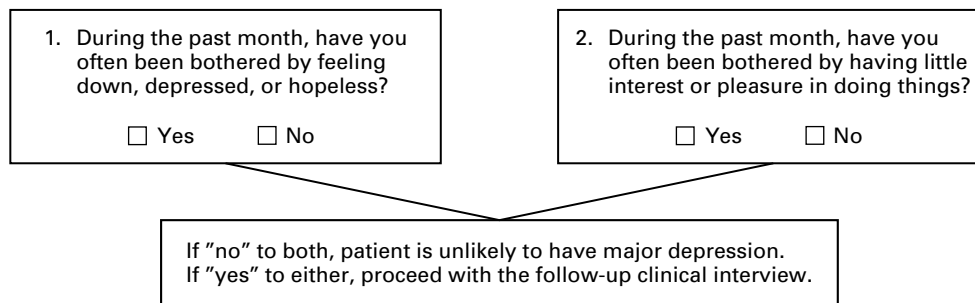 1. During the past month, have you
often been bothered by feeling
down, depressed, or hopeless?
☐ Yes ☐ No
2. During the past month, have you
often been bothered by having little
interest or pleasure in doing things?
☐ Yes ☐ No
If ”no” to both, patient is unlikely to have major depression.
If "yes" to either, proceed with the follow-up clinical interview.